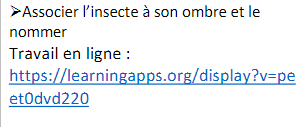 ➢Associer l’insecte à son ombre et le
nommer
Travail en ligne :
https://learningapps.org/display?v=pe
et0dvd220